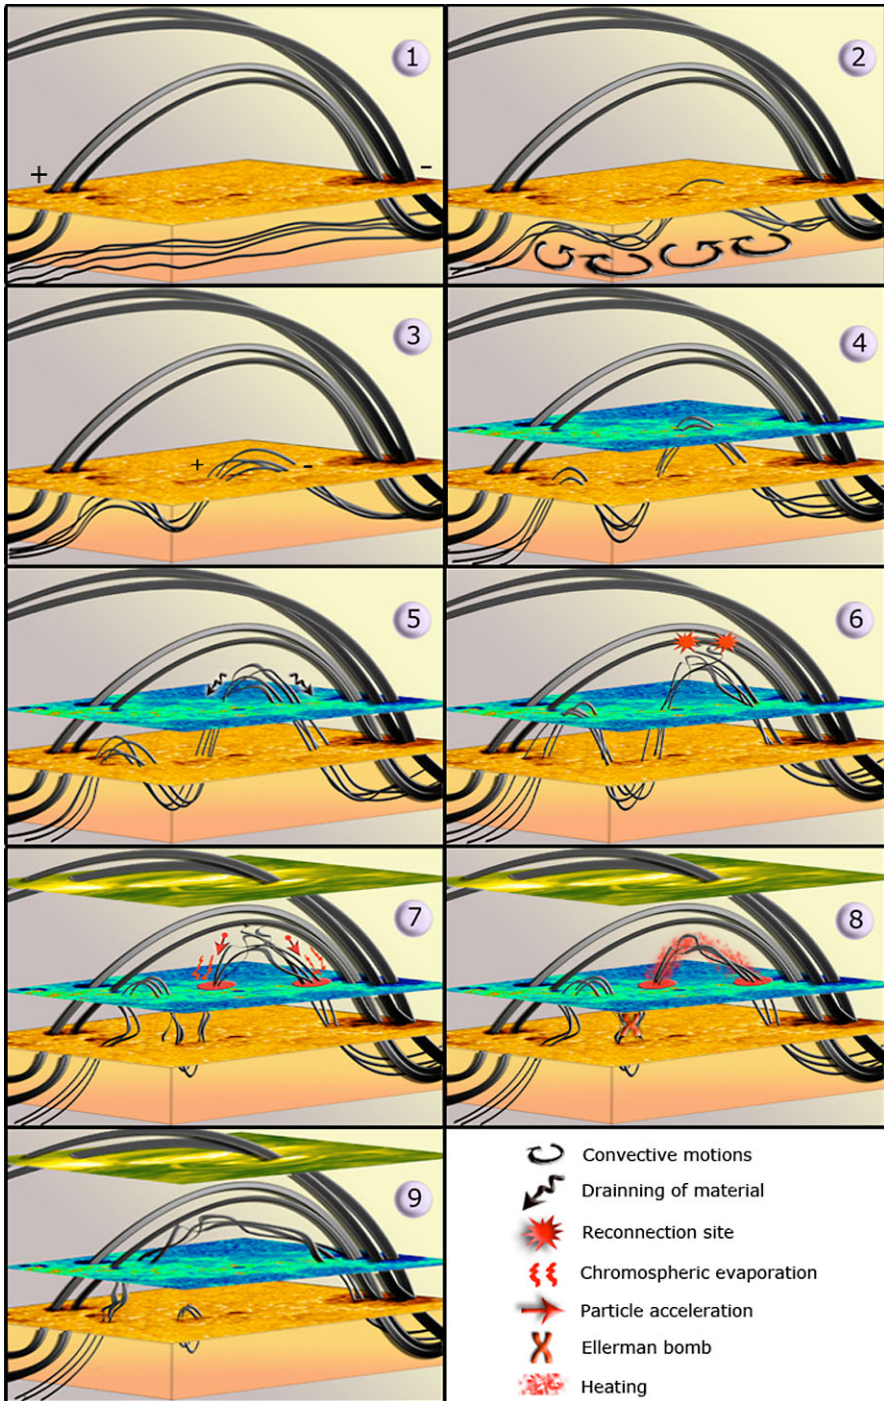 1
2
+ -
3
+ -
4
5
6
7
8
9
Convective motions
Drainning of material
Reconnection site
Chromospheric evaporation
Particle acceleration
Ellerman bomb
Heating